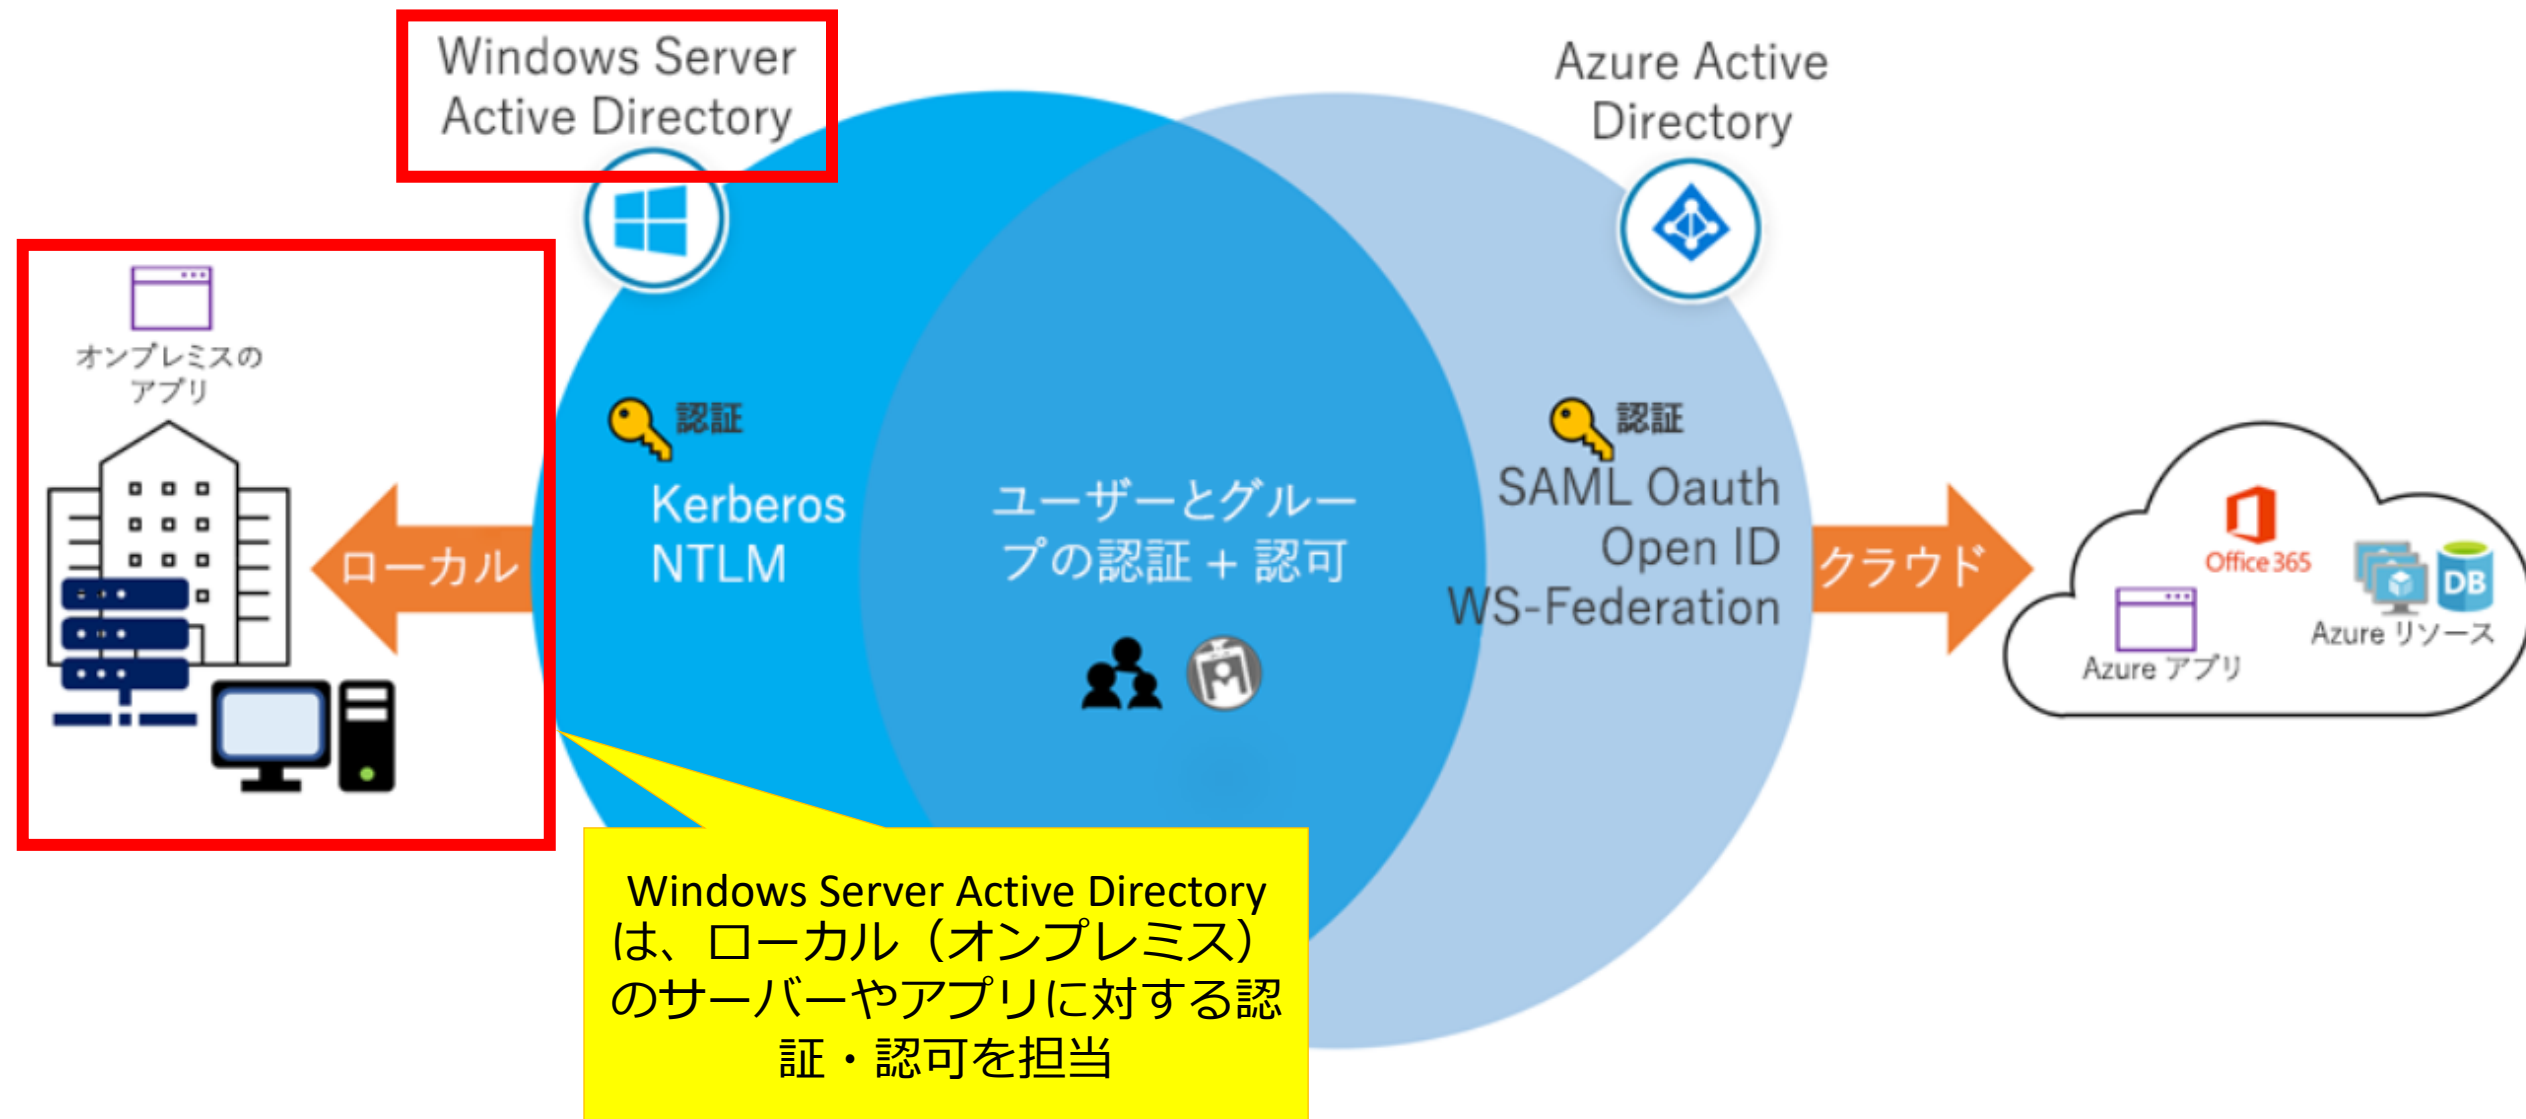 Windows Server
Active Directory
Azure Active
Directory
オンプレミスの
アプリ
認証
Kerberos
NTLM
ローカル
ユーザーとグルー
プの認証 + 認可
認証
SAML Oauth
Open ID
WS-Federation
クラウド
Office 365
DB
Azure リソース
Azure アプリ
Windows Server Active Directory
は、ローカル（オンプレミス）
のサーバーやアプリに対する認
証・認可を担当